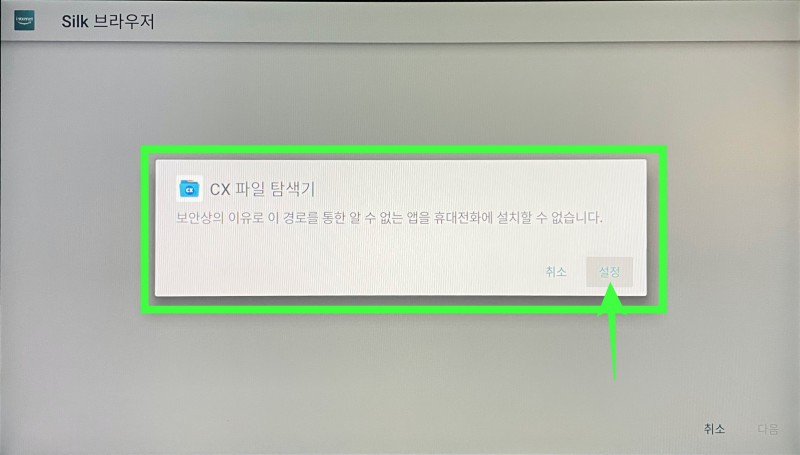 Silk 브라우저
CX 파일 탐색기
보안상의 이유로 이 경로를 통한 알 수 없는 앱을 휴대전화에 설치할 수 없습니다.
취소 설정
취소 다음